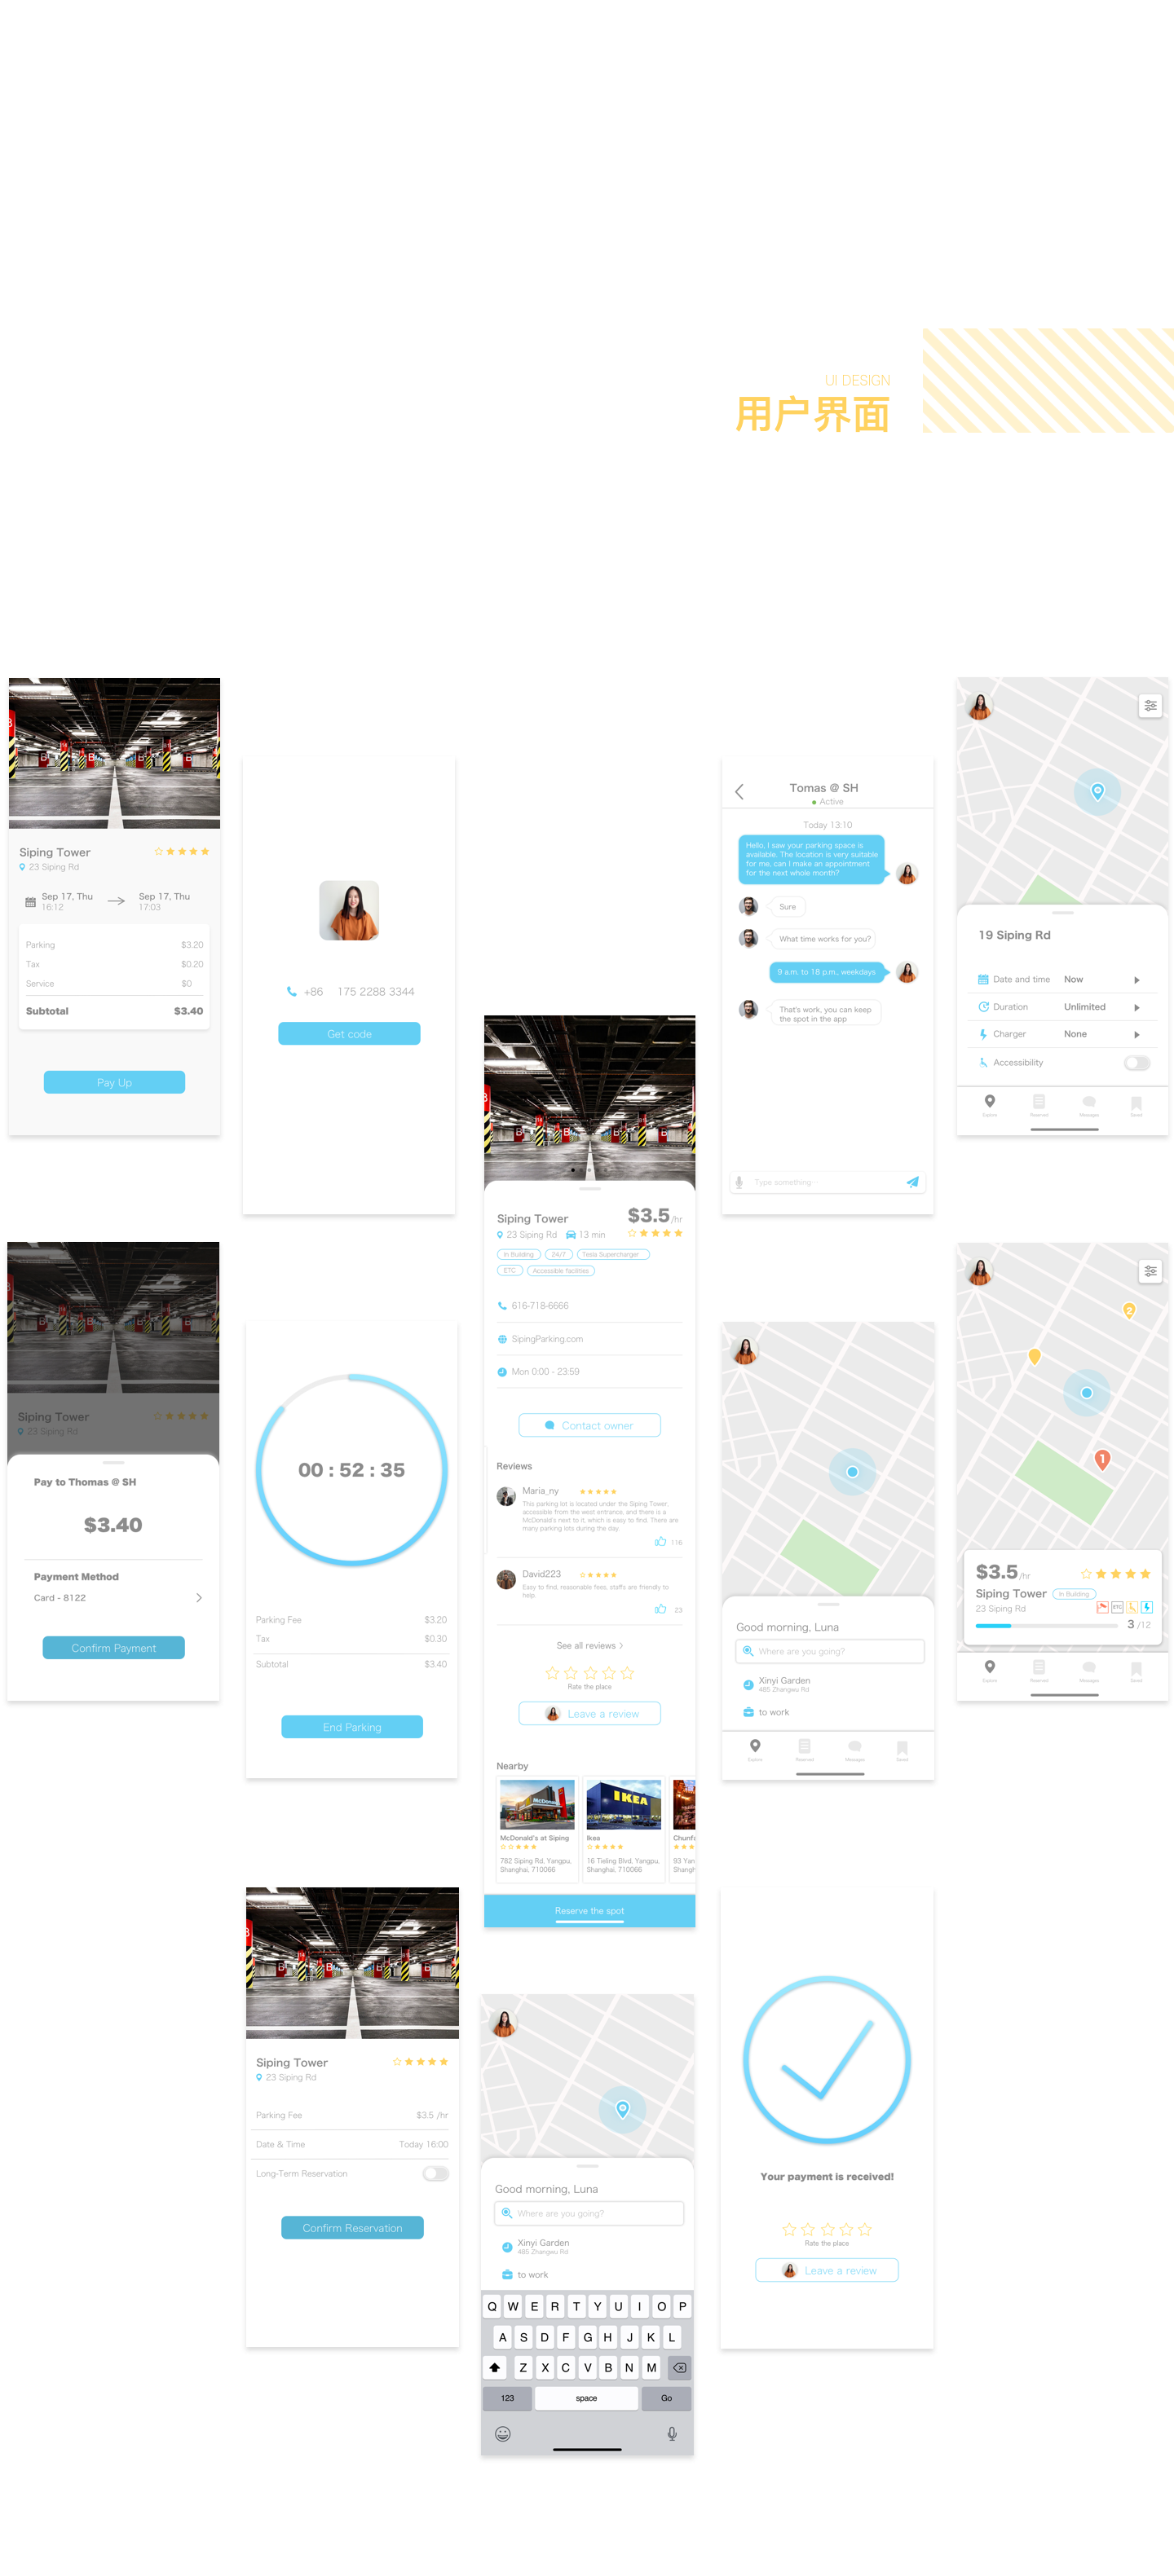 UI DESIGN
用户界面
Siping Tower
23 Siping Rd
Sep 17, Thu
16:12
Sep 17, Thu
17:03
Parking $3.20
Tax $0.20
Service $0
Subtotal $3.40
Pay Up
+86 175 2288 3344
Get code
Tomas @ SH
Active
Today 13:10
Hello, I saw your parking space is
available. The location is very suitable
for me, can I make an appointment
for the next whole month?
Sure
What time works for you?
9 a.m. to 18 p.m., weekdays
That's work, you can keep
the spot in the app
Type something
19 Siping Rd
Date and time Now
Duration Unlimited
Charger None
Accessibility
Explore Reserved Messages Saved
Siping Tower
23 Siping Rd
Pay to Thomas @ SH
$3.40
Payment Method
Card - 8122
Confirm Payment
00 : 52 : 35
Parking Fee $3.20
Tax $0.30
Subtotal $3.40
End Parking
Siping Tower
$3.5/hr
23 Siping Rd 13 min
In Building 24/7 Tesla Supercharger
ETC Accessible facilities
616-718-6666
SipingParking.com
Mon 0:00 - 23:59
Contact owner
Reviews
Maria_ny
This parking lot is located under the Siping Tower,
accessible from the west entrance, and there is a
McDonald's next to it, which is easy to find. There are
many parking lots during the day.
116
David223
Easy to find, reasonable fees, staffs are friendly to
help.
23
See all reviews
Rate the place
Leave a review
Nearby
IKEA
McDonald's at Siping
782 Siping Rd, Yangpu,
Shanghai, 710066
Ikea
16 Tieling Blvd, Yangpu,
Shanghai, 710066
93 Yan
Shangh
Reserve the spot
Good morning, Luna
Where are you going?
Xinyi Garden
485 Zhangwu Rd
to work
Explore Reserved Messages Saved
2
1
$3.5/hr
Siping Tower In Building
23 Siping Rd
ETC
3 /12
Explore Reserved Messages Saved
Siping Tower
23 Siping Rd
Parking Fee $3.5 /hr
Date & Time Today 16:00
Long-Term Reservation
Confirm Reservation
Good morning, Luna
Where are you going?
Xinyi Garden
485 Zhangwu Rd
to work
Q W E R T Y U I O P
A S D F G H J K L
Z X C V B N M
123 space Go
Your payment is received!
Rate the place
Leave a review